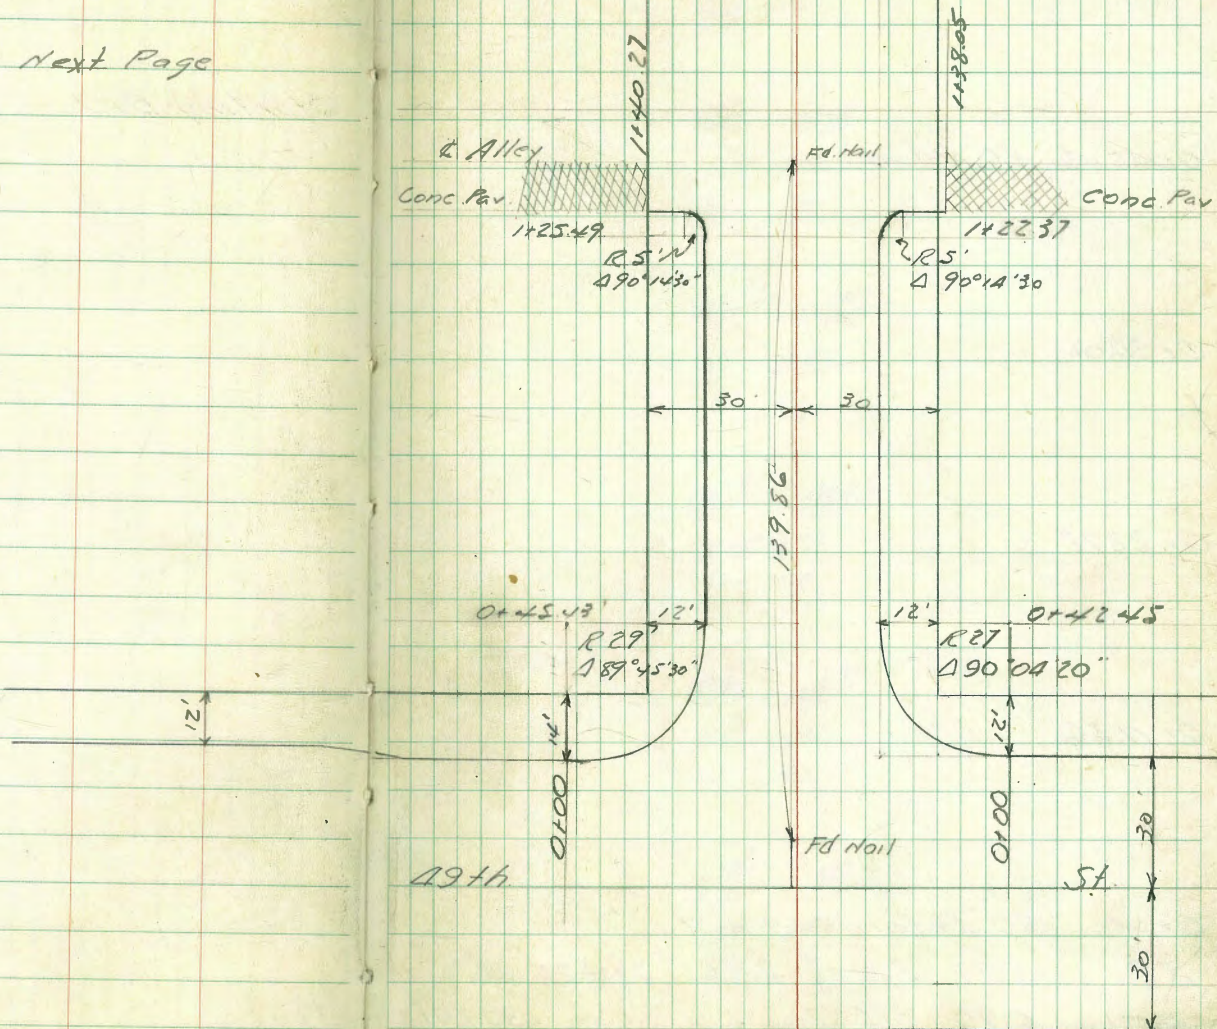 Next Page
1+40.27
1+38.05
℄ Alley
Fd. Nail
Conc. Pav.
Conc. Pav
1+25.49
1+22.37
R 5'
Δ 90°14'30"
R 5'
Δ 90°14'30
30
30
139.86
0+45.43'
12'
12'
0+42.45
R 29
Δ 89°45'30"
R 27
Δ 90°04'20"
12'
14'
12'
0+00
0+00
30'
Fd Nail
49th
St.
30'